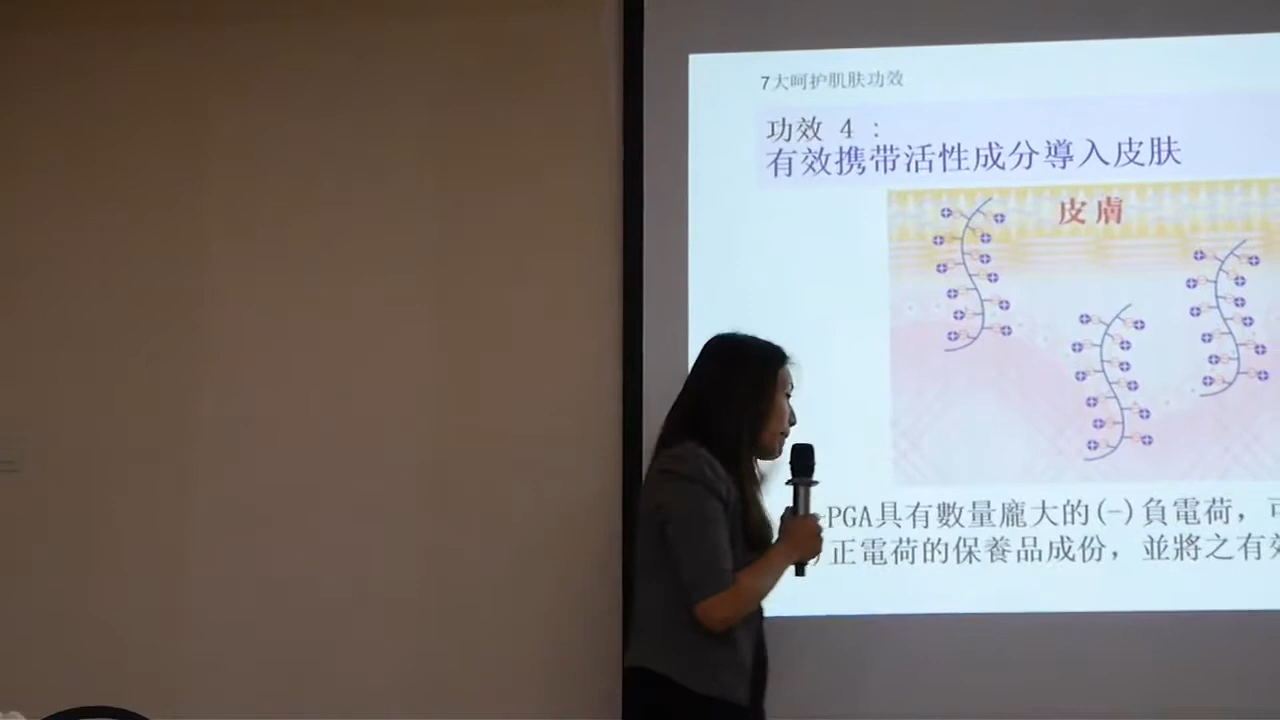 7大呵护肌肤功效
功效 4 :
有效携带活性成分導入皮肤
皮膚
PGA具有數量龐大的(-)負電荷，
)正電荷的保養品成份，並將之有